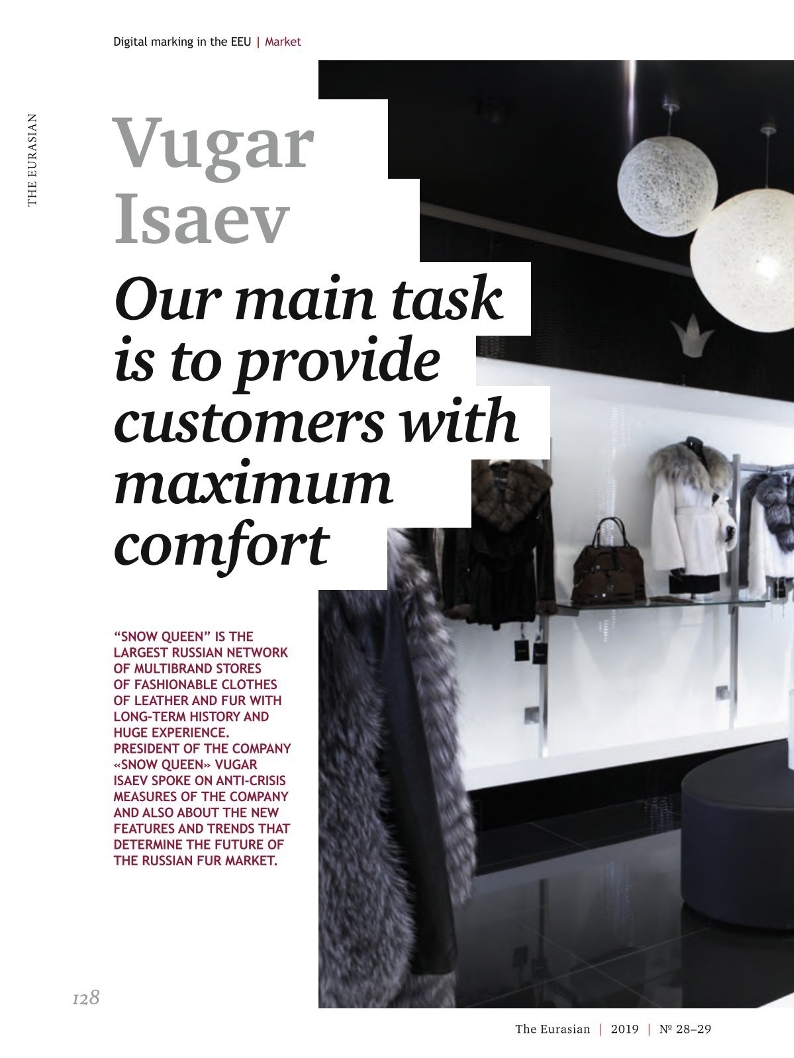 Digital marking in the EEU | Market
THE EURASIAN
Vugar
Isaev
Our main task
is to provide
customers with
maximum
comfort
“SNOW QUEEN” IS THE
LARGEST RUSSIAN NETWORK
OF MULTIBRAND STORES
OF FASHIONABLE CLOTHES
OF LEATHER AND FUR WITH
LONG-TERM HISTORY AND
HUGE EXPERIENCE.
PRESIDENT OF THE COMPANY
«SNOW QUEEN» VUGAR
ISAEV SPOKE ON ANTI-CRISIS
MEASURES OF THE COMPANY
AND ALSO ABOUT THE NEW
FEATURES AND TRENDS THAT
DETERMINE THE FUTURE OF
THE RUSSIAN FUR MARKET.
128
The Eurasian | 2019 | № 28–29